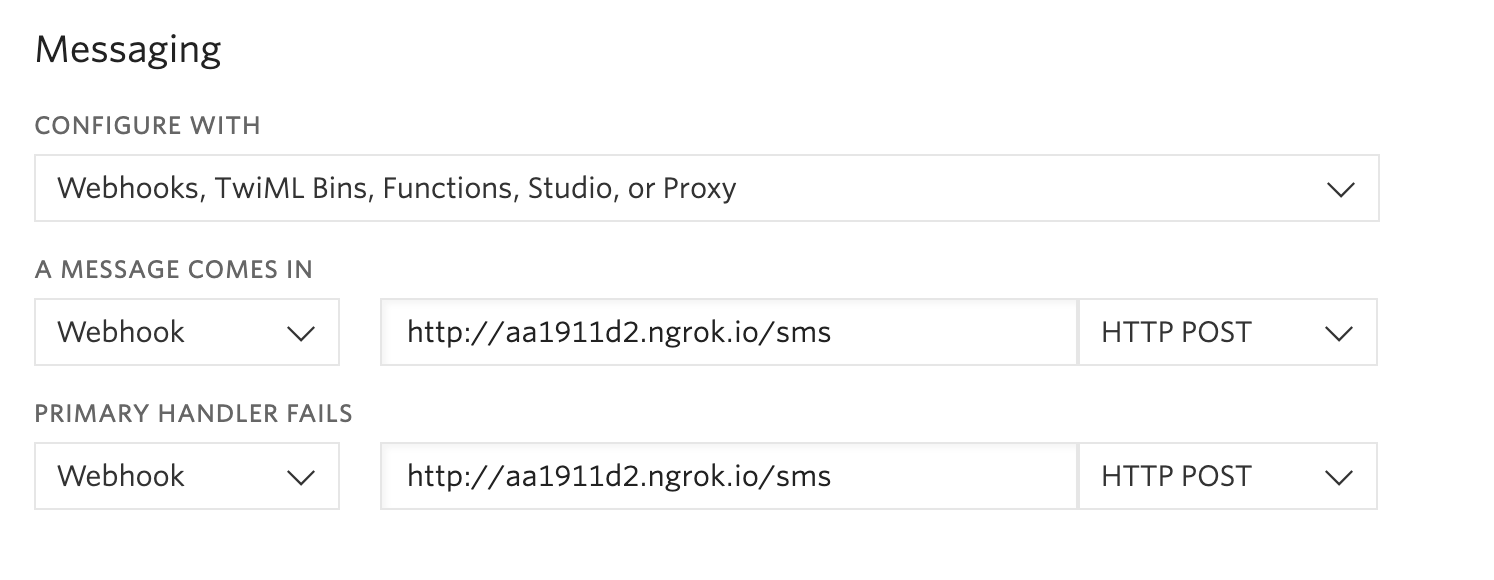 Messaging
CONFIGURE WITH
Webhooks, TwiML Bins, Functions, Studio, or Proxy
A MESSAGE COMES IN
Webhook http://aa1911d2.ngrok.io/sms HTTP POST
PRIMARY HANDLER FAILS
Webhook http://aa1911d2.ngrok.io/sms HTTP POST